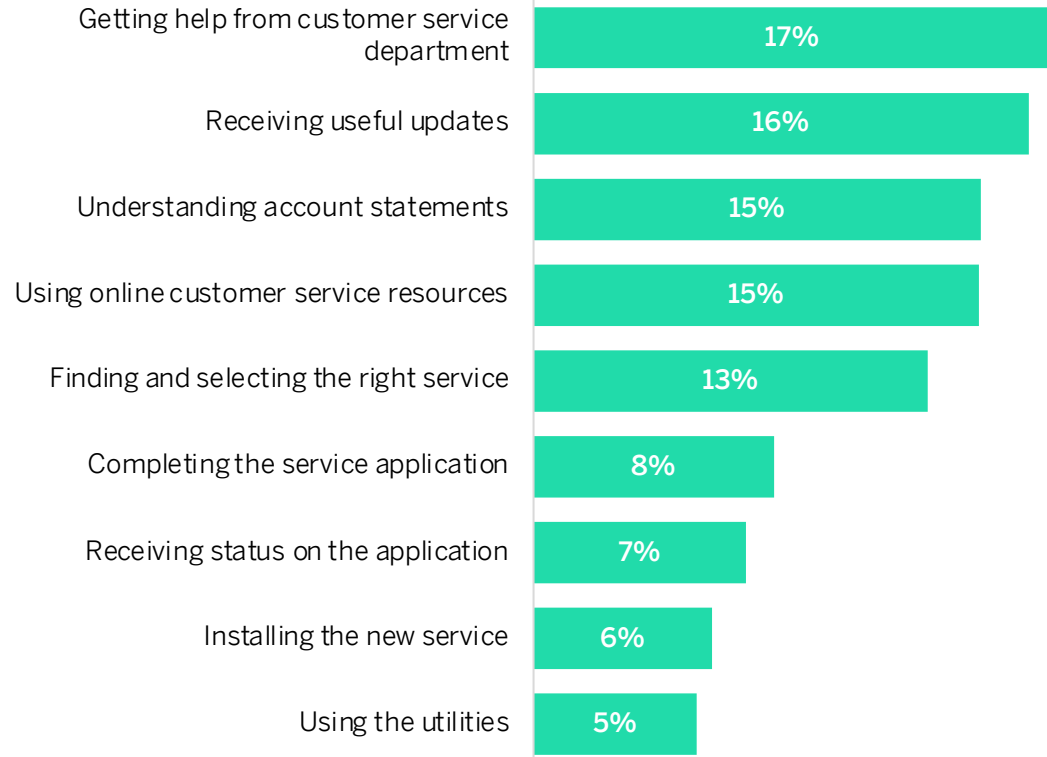 Getting help from customer service
department
17%
Receiving useful updates
16%
Understanding account statements
15%
Using online customer service resources
15%
Finding and selecting the right service
13%
Completing the service application
8%
Receiving status on the application
7%
Installing the new service
6%
Using the utilities
5%